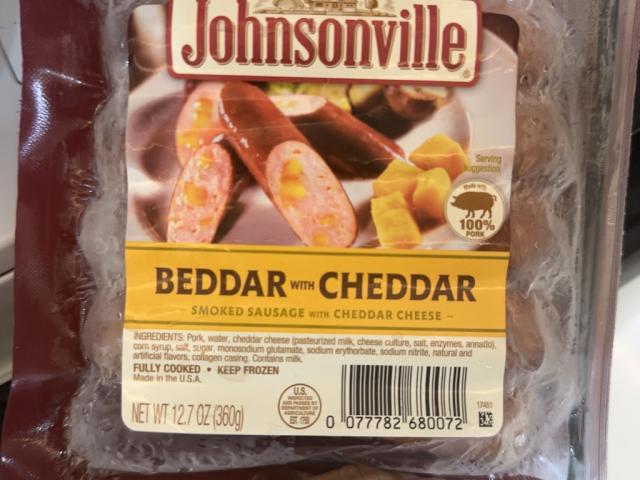 Johnsonville®
Serving
suggestion
Made with
100%
PORK
BEDDAR WITH CHEDDAR
- SMOKED SAUSAGE WITH CHEDDAR CHEESE -
INGREDIENTS: Pork, water, cheddar cheese (pasteurized milk, cheese culture, salt, enzymes, annatto),
corn syrup, salt, sugar, monosodium glutamate, sodium erythorbate, sodium nitrite, natural and
artificial flavors, collagen casing. Contains milk.
FULLY COOKED • KEEP FROZEN
Made in the U.S.A.
NET WT 12.7 OZ (360g)
U.S.
INSPECTED
AND PASSED BY
DEPARTMENT OF
AGRICULTURE
EST. 1798
17451
0 077782 680072